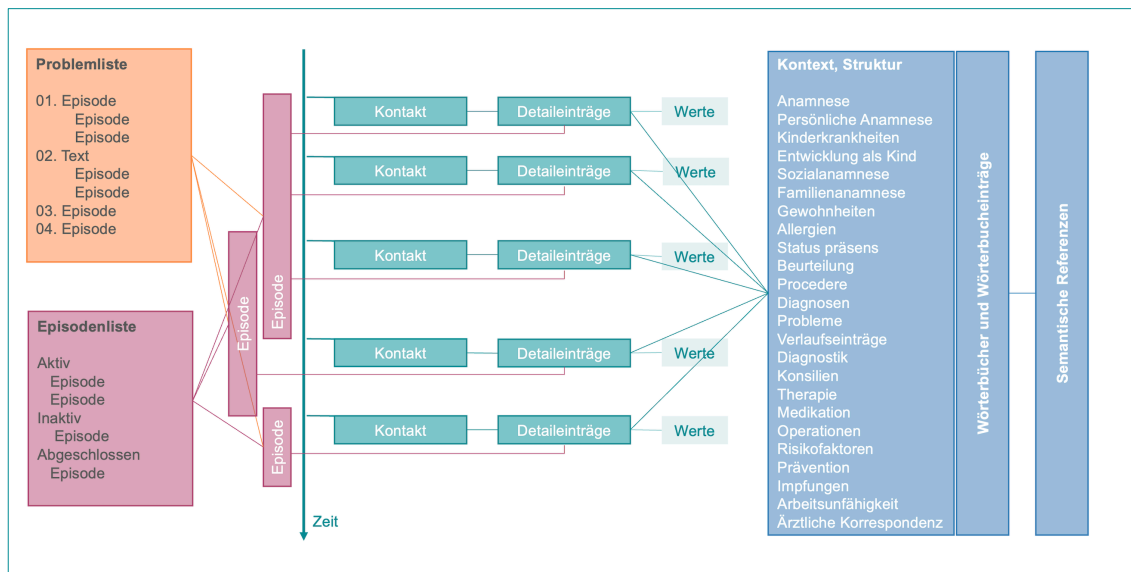 Problemliste
01. Episode
Episode
Episode
02. Text
Episode
Episode
03. Episode
04. Episode
Episodenliste
Aktiv
Episode
Episode
Inaktiv
Episode
Abgeschlossen
Episode
Episode
Episode
Episode
Zeit
Kontakt
Detaileinträge
Werte
Kontakt
Detaileinträge
Werte
Kontakt
Detaileinträge
Werte
Kontakt
Detaileinträge
Werte
Kontakt
Detaileinträge
Werte
Kontext, Struktur
Anamnese
Persönliche Anamnese
Kinderkrankheiten
Entwicklung als Kind
Sozialanamnese
Familienanamnese
Gewohnheiten
Allergien
Status präsens
Beurteilung
Procedere
Diagnosen
Probleme
Verlaufseinträge
Diagnostik
Konsilien
Therapie
Medikation
Operationen
Risikofaktoren
Prävention
Impfungen
Arbeitsunfähigkeit
Ärztliche Korrespondenz
Wörterbücher und Wörterbucheinträge
Semantische Referenzen